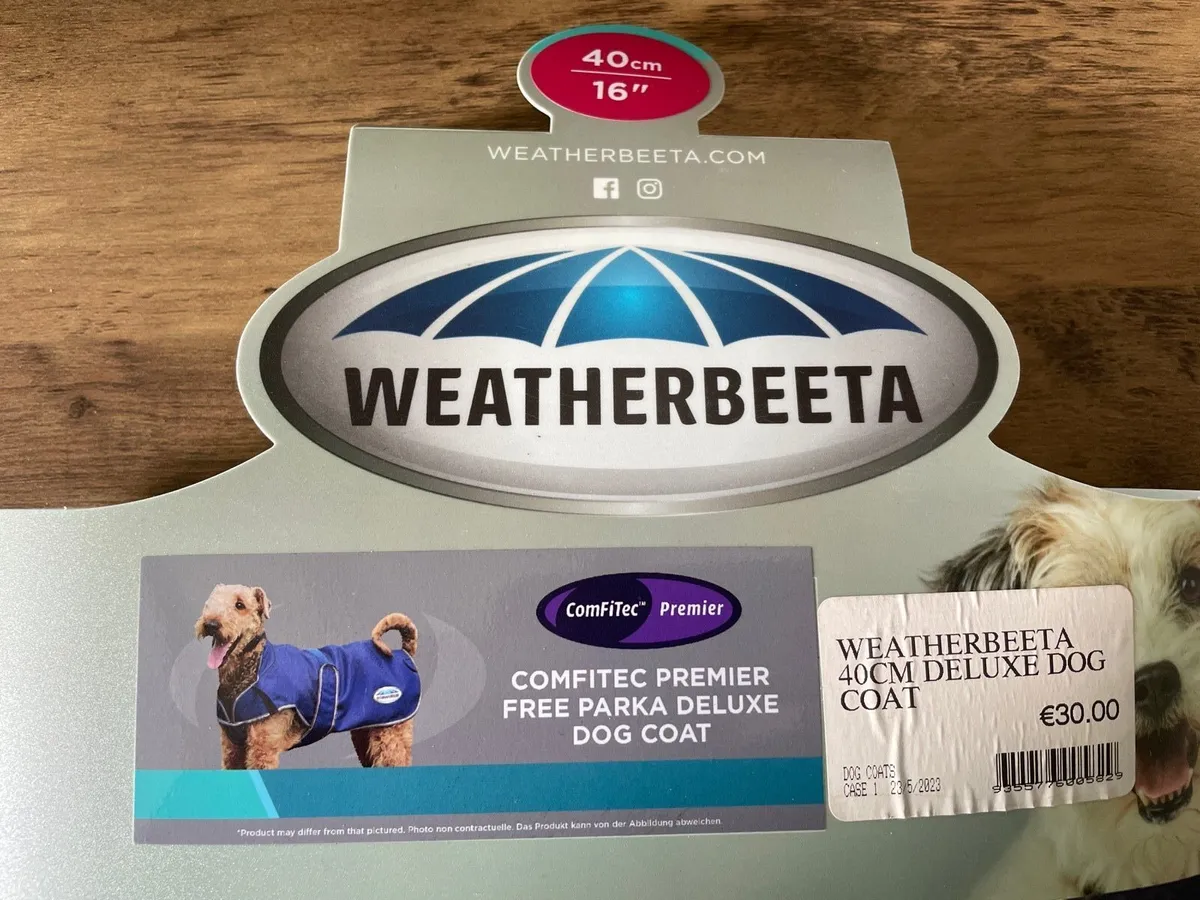 40cm
16"
WEATHERBEETA.COM
WEATHERBEETA
ComFiTec™ Premier
COMFITEC PREMIER
FREE PARKA DELUXE
DOG COAT
*Product may differ from that pictured. Photo non contractuelle. Das Produkt kann von der Abbildung abweichen.
WEATHERBEETA
40CM DELUXE DOG
COAT
€30.00
DOG COATS
CASE 1 23/5/2023